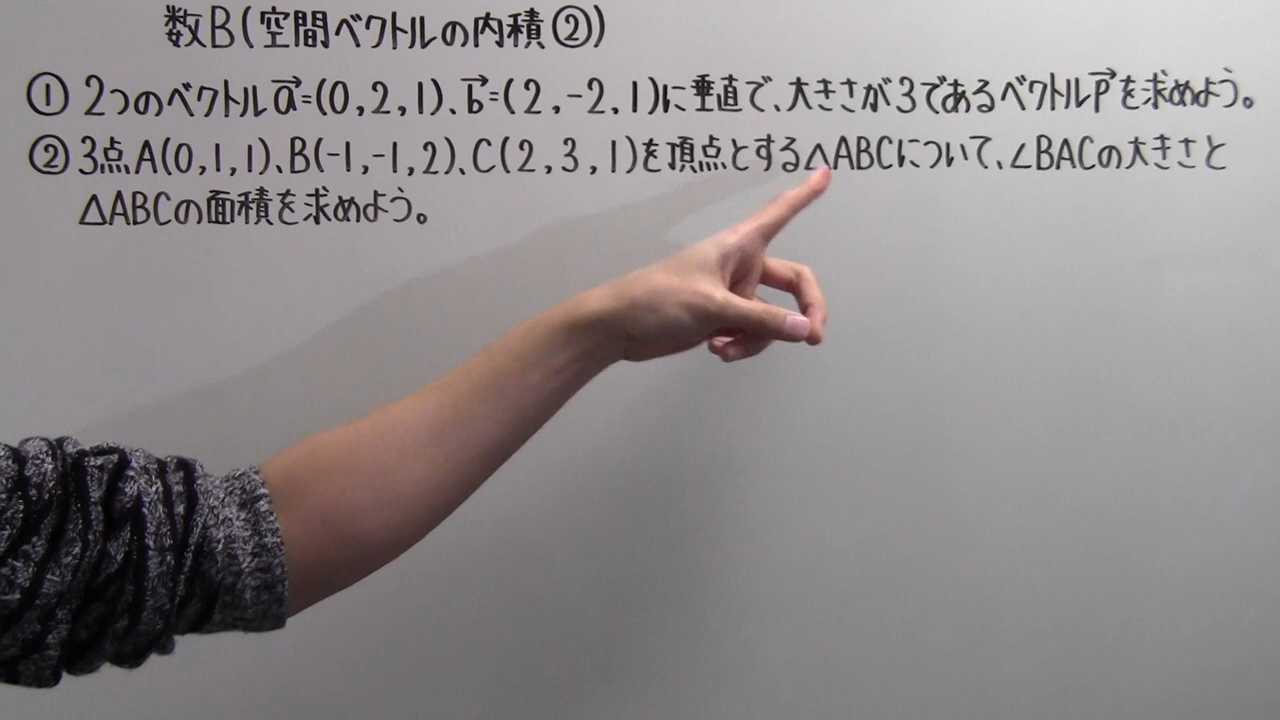 数B(空間ベクトルの内積②)
① 2つのベクトルa⃗=(0,2,1)、b⃗=(2,-2,1)に垂直で、大きさが3であるベクトルp⃗を求めよう。
② 3点A(0,1,1)、B(-1,-1,2)、C(2,3,1)を頂点とする△ABCについて、∠BACの大きさと
△ABCの面積を求めよう。